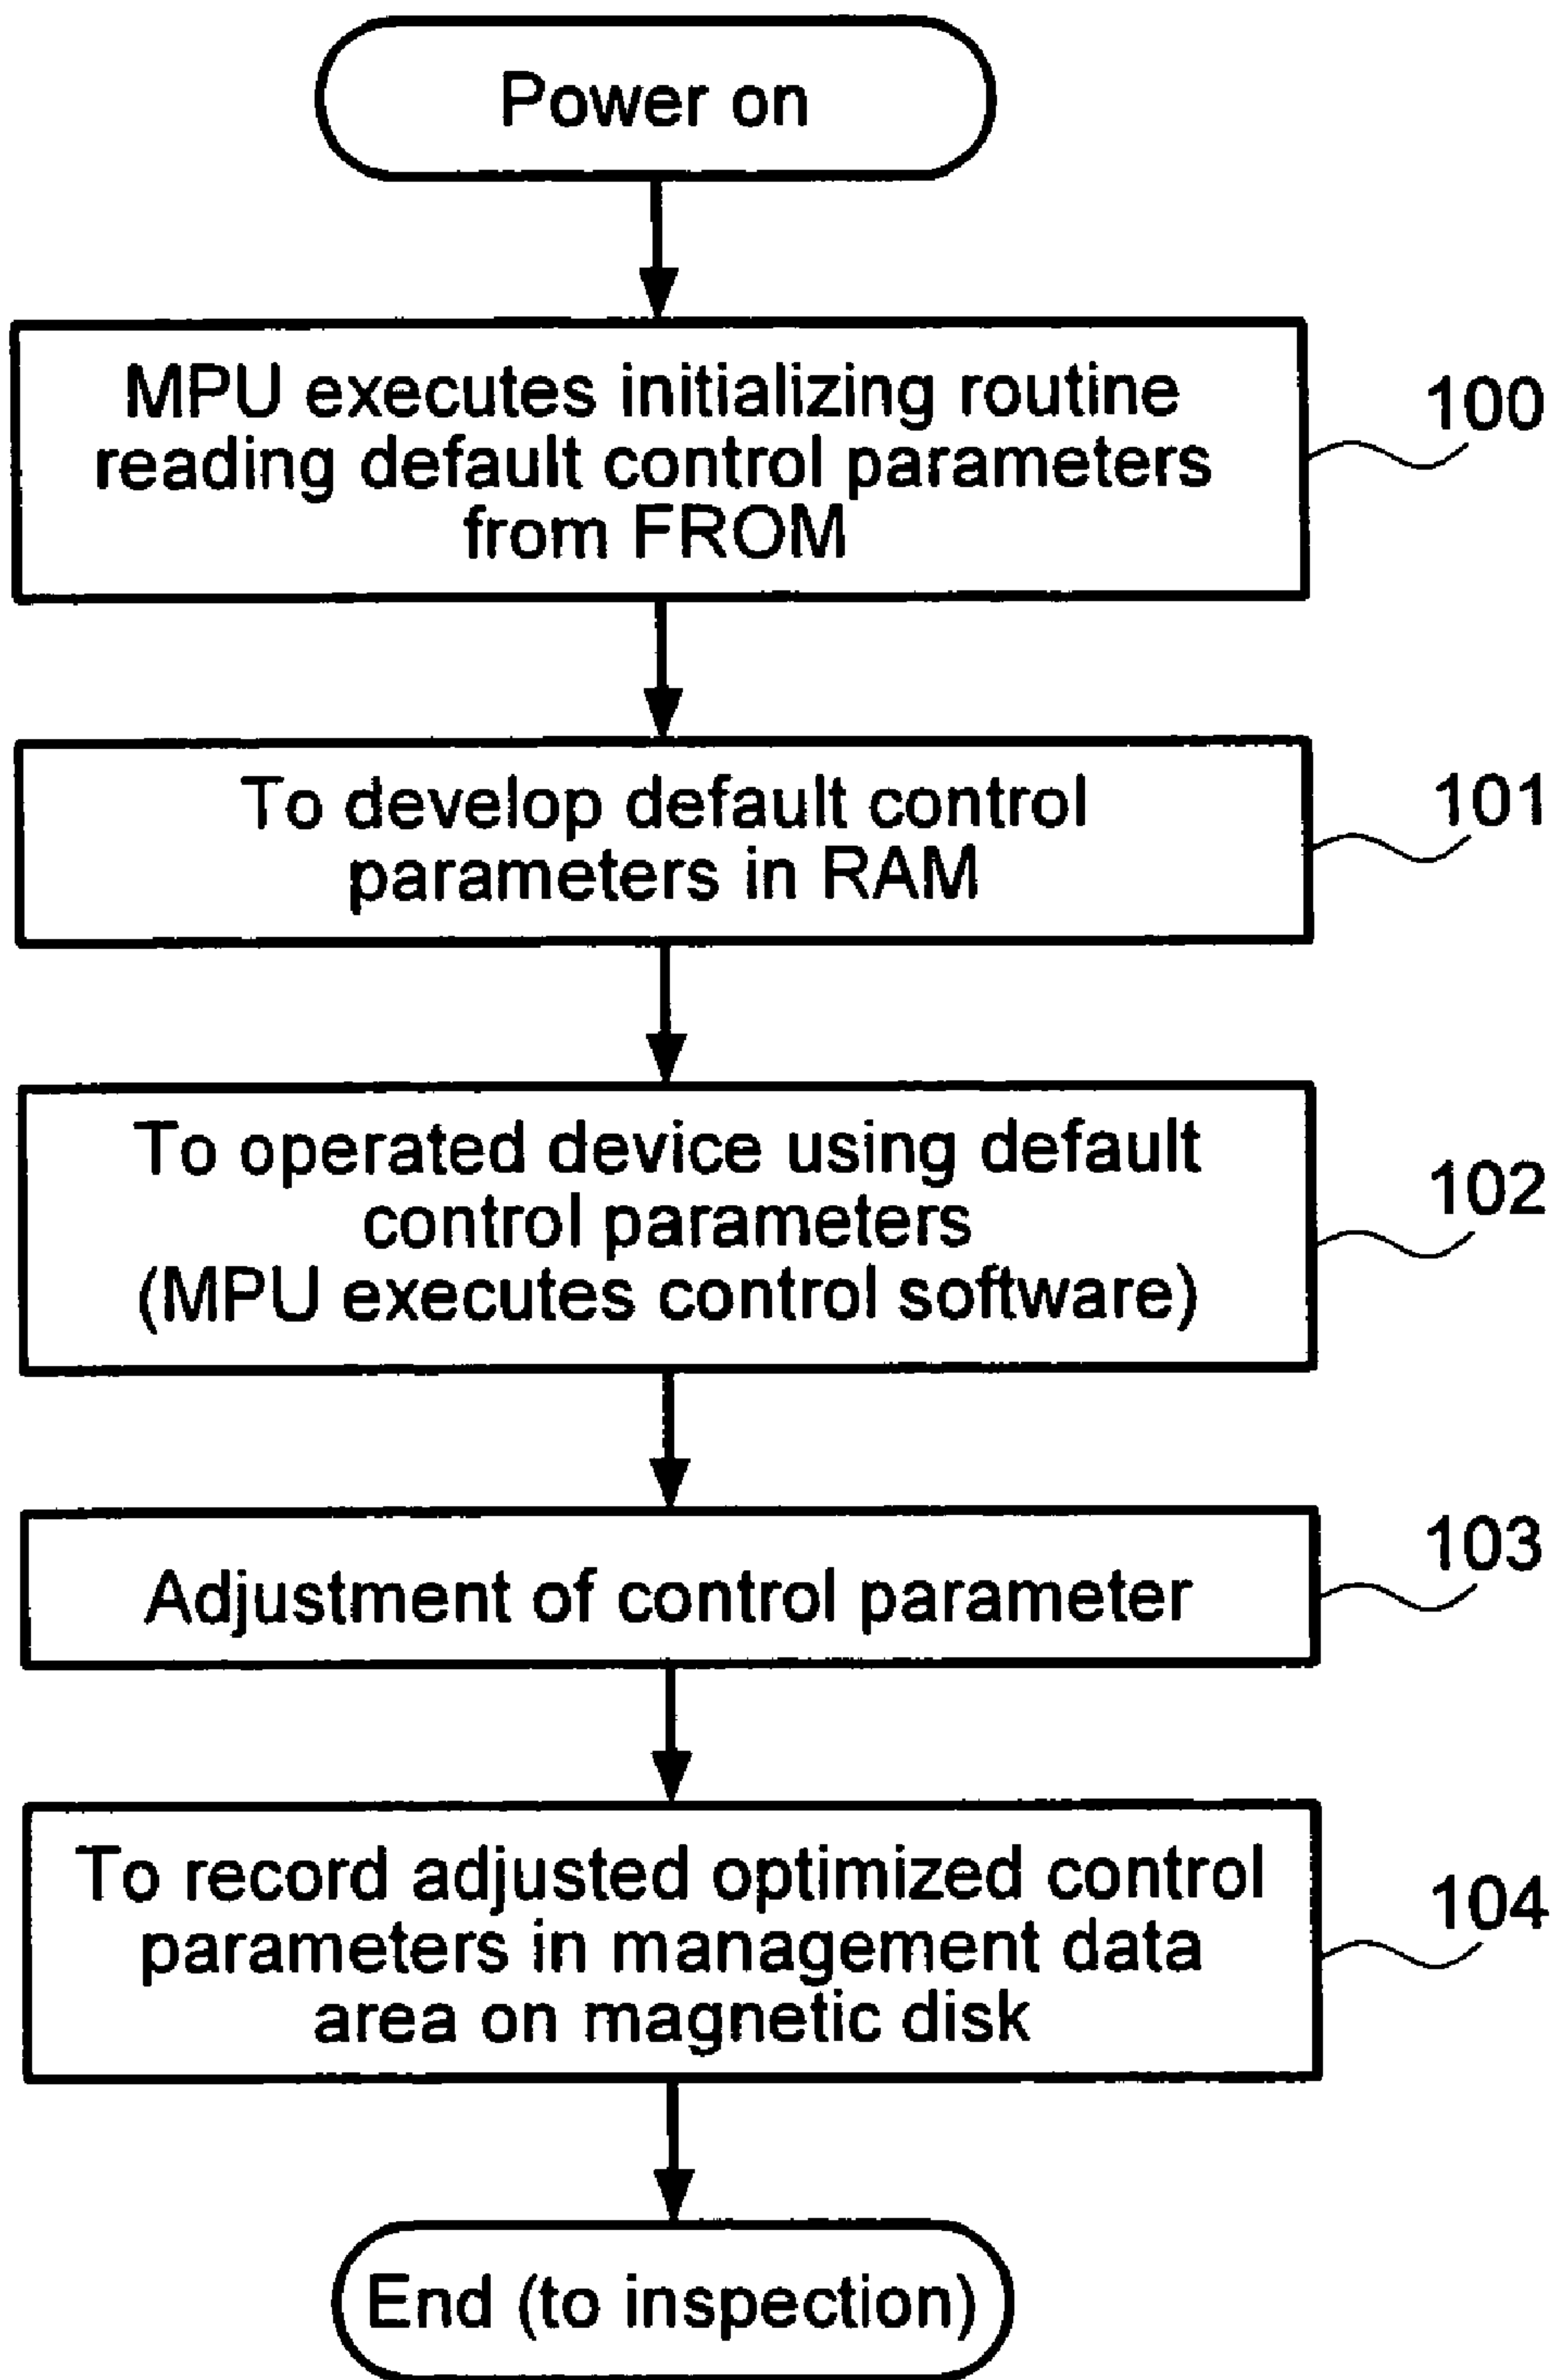 Power on
MPU executes initializing routine
reading default control parameters
from FROM
100
To develop default control
parameters in RAM
101
To operated device using default
control parameters
(MPU executes control software)
102
Adjustment of control parameter
103
To record adjusted optimized control
parameters in management data
area on magnetic disk
104
End (to inspection)